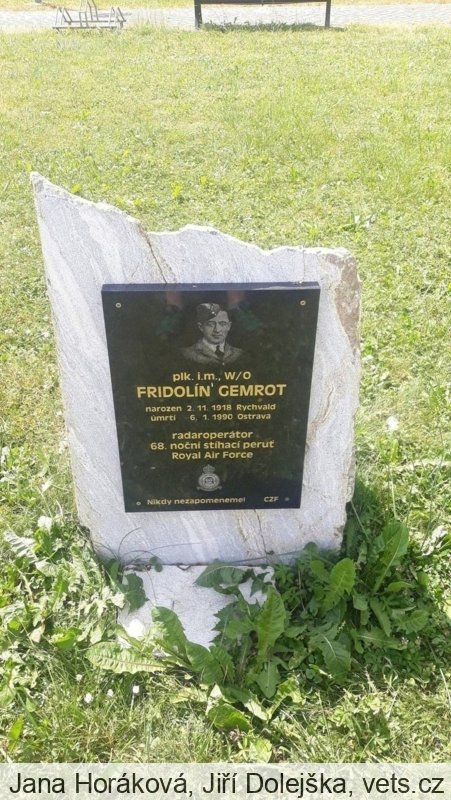 plk. i.m., W/O
FRIDOLÍN GEMROT
narozen 2. 11. 1918 Rychvald
úmrtí 6. 1. 1990 Ostrava
radaroperátor
68. noční stíhací peruť
Royal Air Force
Nikdy nezapomeneme! CZF
Jana Horáková, Jiří Dolejška, vets.cz